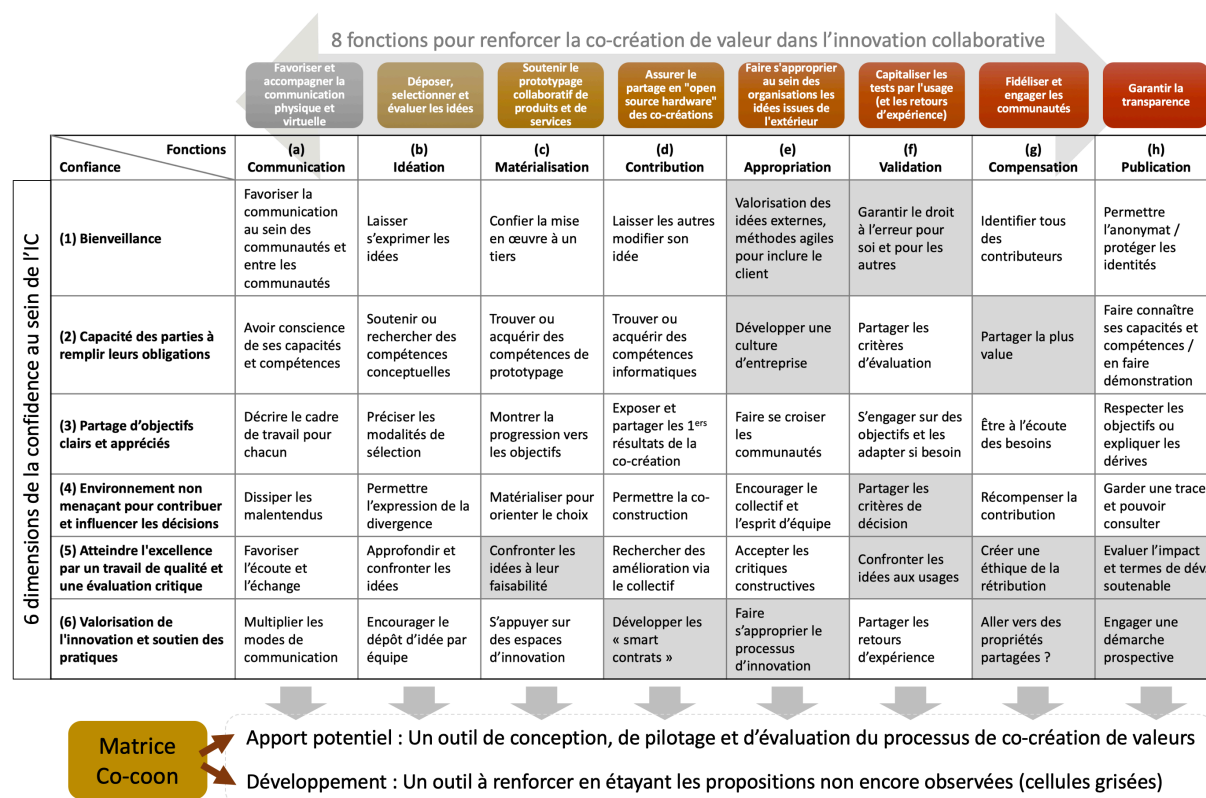 8 fonctions pour renforcer la co-création de valeur dans l'innovation collaborative
Favoriser et
accompagner la
communication
physique et
virtuelle
Déposer,
selectionner et
évaluer les idées
Soutenir le
prototypage
collaboratif de
produits et de
services
Assurer le
partage en "open
source hardware"
des co-créations
Faire s'approprier au
sein des
organisations les
idées issues de
l'extérieur
Capitaliser les
tests par l'usage
(et les retours
d'expérience)
Fidéliser et
engager les
communautés
Garantir la
transparence
Fonctions
Confiance
(a)
Communication
(b)
Idéation
(c)
Matérialisation
(d)
Contribution
(e)
Appropriation
(f)
Validation
(g)
Compensation
(h)
Publication
6 dimensions de la confidence au sein de l'IC
(1) Bienveillance
Favoriser la
communication
au sein des
communautés et
entre les
communautés
Laisser
s'exprimer les
idées
Confier la mise
en œuvre à un
tiers
Laisser les autres
modifier son
idée
Valorisation des
idées externes,
méthodes agiles
pour inclure le
client
Garantir le droit
à l'erreur pour
soi et pour les
autres
Identifier tous
des
contributeurs
Permettre
l'anonymat /
protéger les
identités
(2) Capacité des parties à
remplir leurs obligations
Avoir conscience
de ses capacités
et compétences
Soutenir ou
rechercher des
compétences
conceptuelles
Trouver ou
acquérir des
compétences de
prototypage
Trouver ou
acquérir des
compétences
informatiques
Développer une
culture
d'entreprise
Partager les
critères
d'évaluation
Partager la plus
value
Faire connaître
ses capacités et
compétences /
en faire
démonstration
(3) Partage d'objectifs
clairs et appréciés
Décrire le cadre
de travail pour
chacun
Préciser les
modalités de
sélection
Montrer la
progression vers
les objectifs
Exposer et
partager les 1ers
résultats de la
co-création
Faire se croiser
les
communautés
S'engager sur des
objectifs et les
adapter si besoin
Être à l'écoute
des besoins
Respecter les
objectifs ou
expliquer les
dérives
(4) Environnement non
menaçant pour contribuer
et influencer les décisions
Dissiper les
malentendus
Permettre
l'expression de la
divergence
Matérialiser pour
orienter le choix
Permettre la co-
construction
Encourager le
collectif et
l'esprit d'équipe
Partager les
critères de
décision
Récompenser la
contribution
Garder une trace
et pouvoir
consulter
(5) Atteindre l'excellence
par un travail de qualité et
une évaluation critique
Favoriser
l'écoute et
l'échange
Approfondir et
confronter les
idées
Confronter les
idées à leur
faisabilité
Rechercher des
amélioration via
le collectif
Accepter les
critiques
constructives
Confronter les
idées aux usages
Créer une
éthique de la
rétribution
Evaluer l'impact
et termes de dév.
soutenable
(6) Valorisation de
l'innovation et soutien des
pratiques
Multiplier les
modes de
communication
Encourager le
dépôt d'idée par
équipe
S'appuyer sur
des espaces
d'innovation
Développer les
« smart
contrats »
Faire
s'approprier le
processus
d'innovation
Partager les
retours
d'expérience
Aller vers des
propriétés
partagées ?
Engager une
démarche
prospective
Matrice
Co-coon
Apport potentiel : Un outil de conception, de pilotage et d'évaluation du processus de co-création de valeurs
Développement : Un outil à renforcer en étayant les propositions non encore observées (cellules grisées)